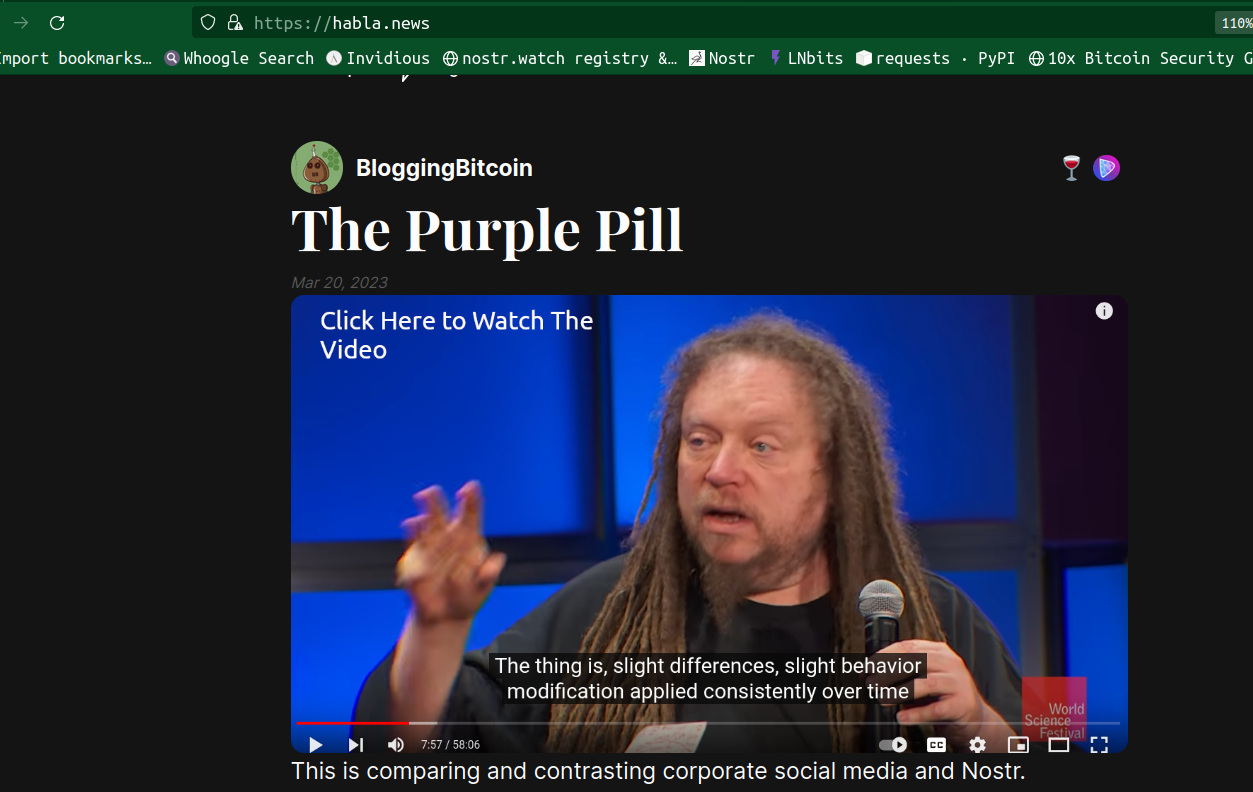 https://habla.news
110%
Import bookmarks… Whoogle Search Invidious nostr.watch registry &… Nostr LNbits requests · PyPI 10x Bitcoin Security G
BloggingBitcoin
The Purple Pill
Mar 20, 2023
Click Here to Watch The
Video
The thing is, slight differences, slight behavior
modification applied consistently over time
World
Science
Festival
7:57 / 58:06
CC
This is comparing and contrasting corporate social media and Nostr.